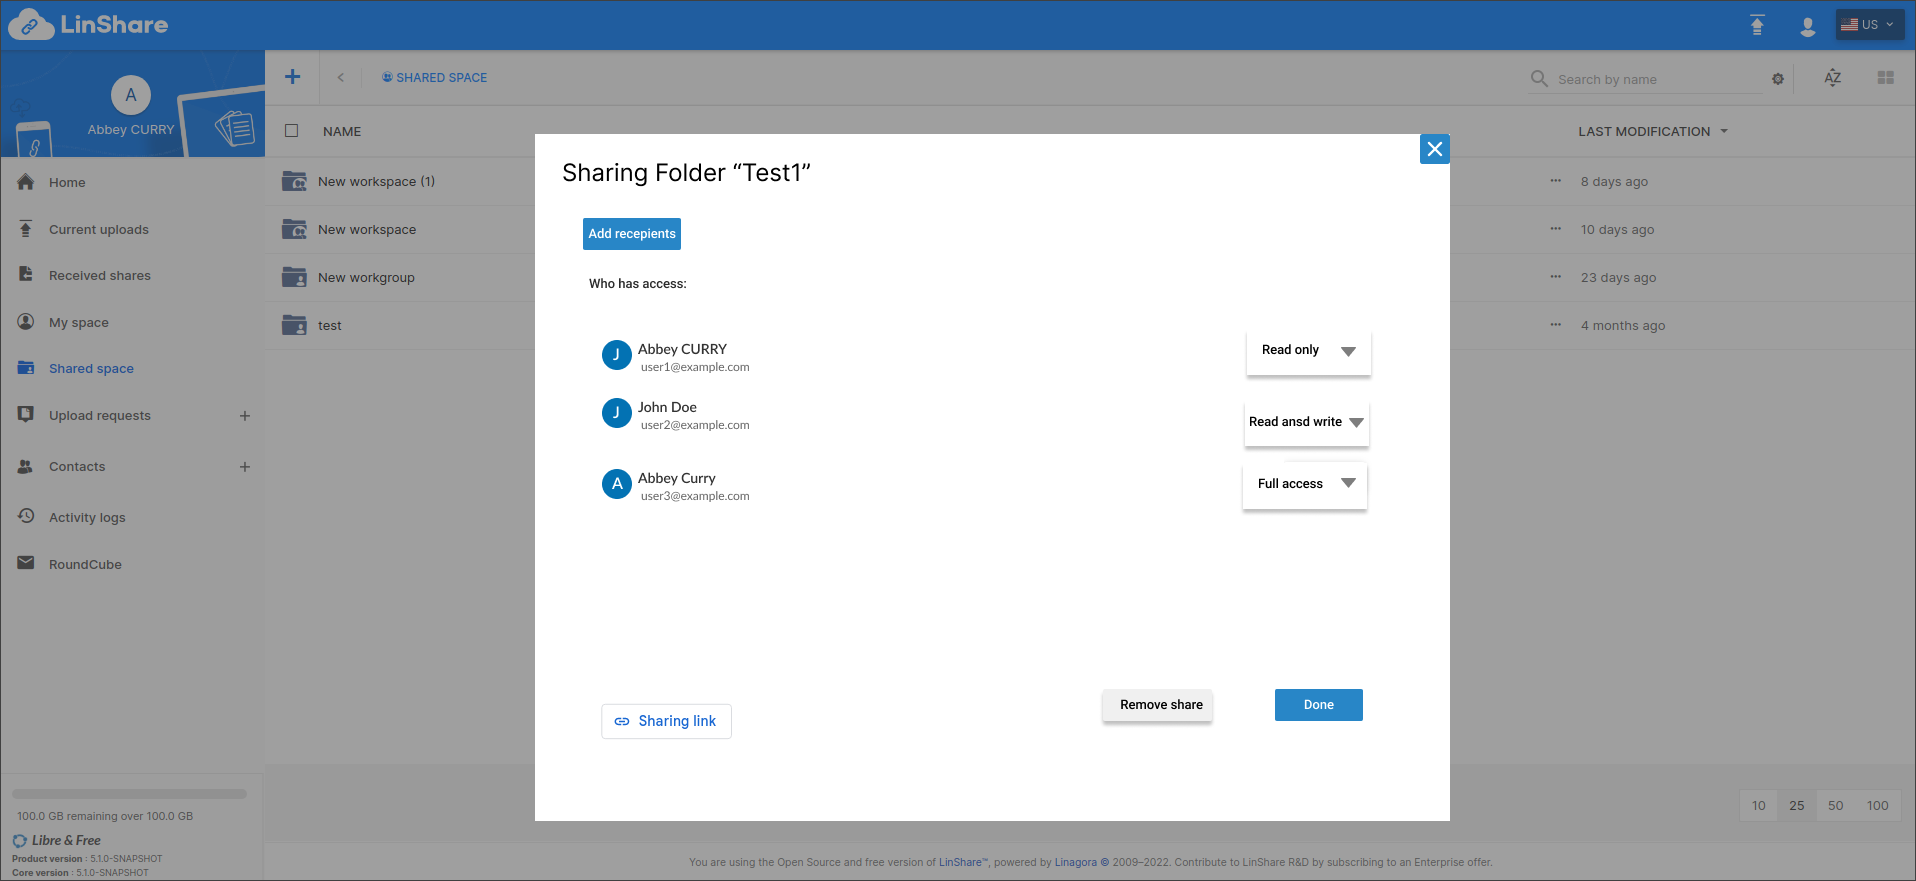 LinShare
US
A
Abbey CURRY
SHARED SPACE
Search by name
AZ
NAME
LAST MODIFICATION
Home
Current uploads
Received shares
My space
Shared space
Upload requests
Contacts
Activity logs
RoundCube
New workspace (1)
8 days ago
New workspace
10 days ago
New workgroup
23 days ago
test
4 months ago
Sharing Folder “Test1”
Add recepients
Who has access:
J
Abbey CURRY
user1@example.com
Read only
J
John Doe
user2@example.com
Read ansd write
A
Abbey Curry
user3@example.com
Full access
Sharing link
Remove share
Done
100.0 GB remaining over 100.0 GB
Libre & Free
Product version : 5.1.0-SNAPSHOT
Core version : 5.1.0-SNAPSHOT
10 25 50 100
You are using the Open Source and free version of LinShare™, powered by Linagora © 2009–2022. Contribute to LinShare R&D by subscribing to an Enterprise offer.